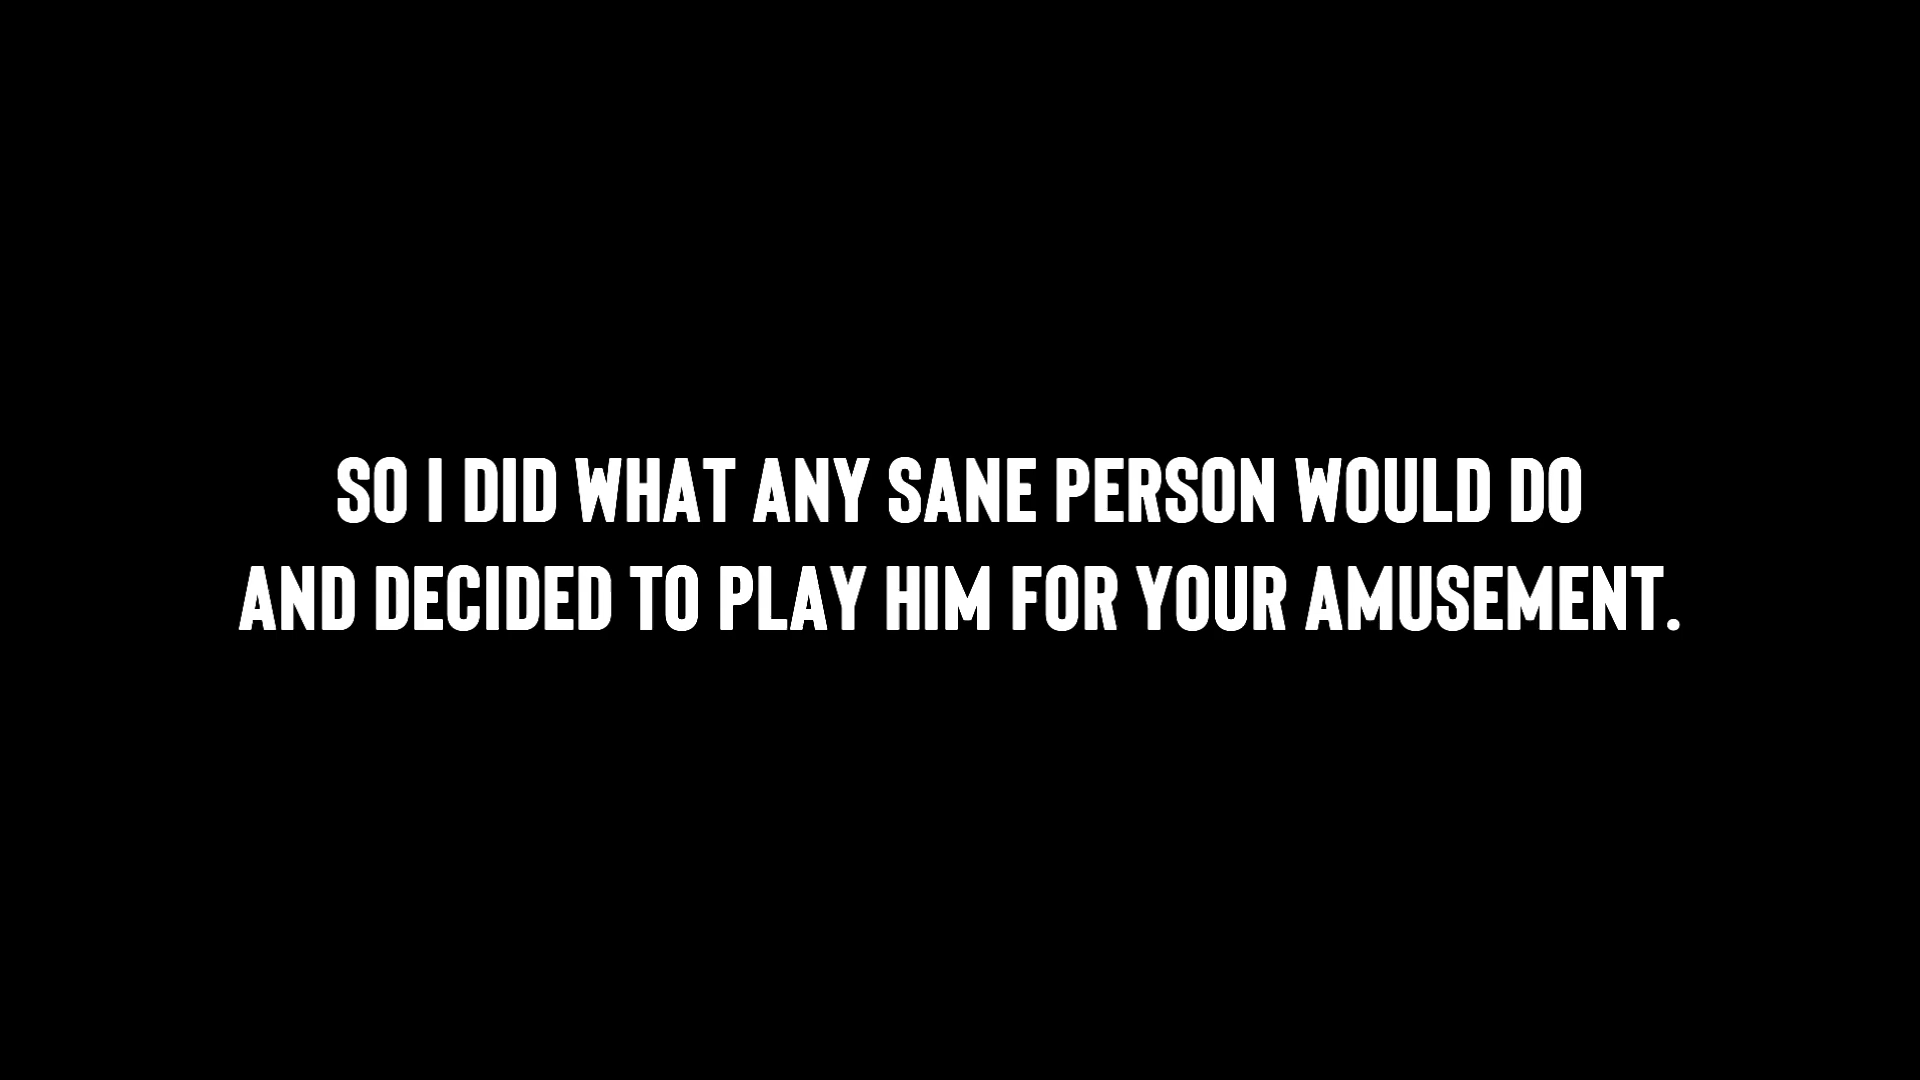 SO I DID WHAT ANY SANE PERSON WOULD DO
AND DECIDED TO PLAY HIM FOR YOUR AMUSEMENT.